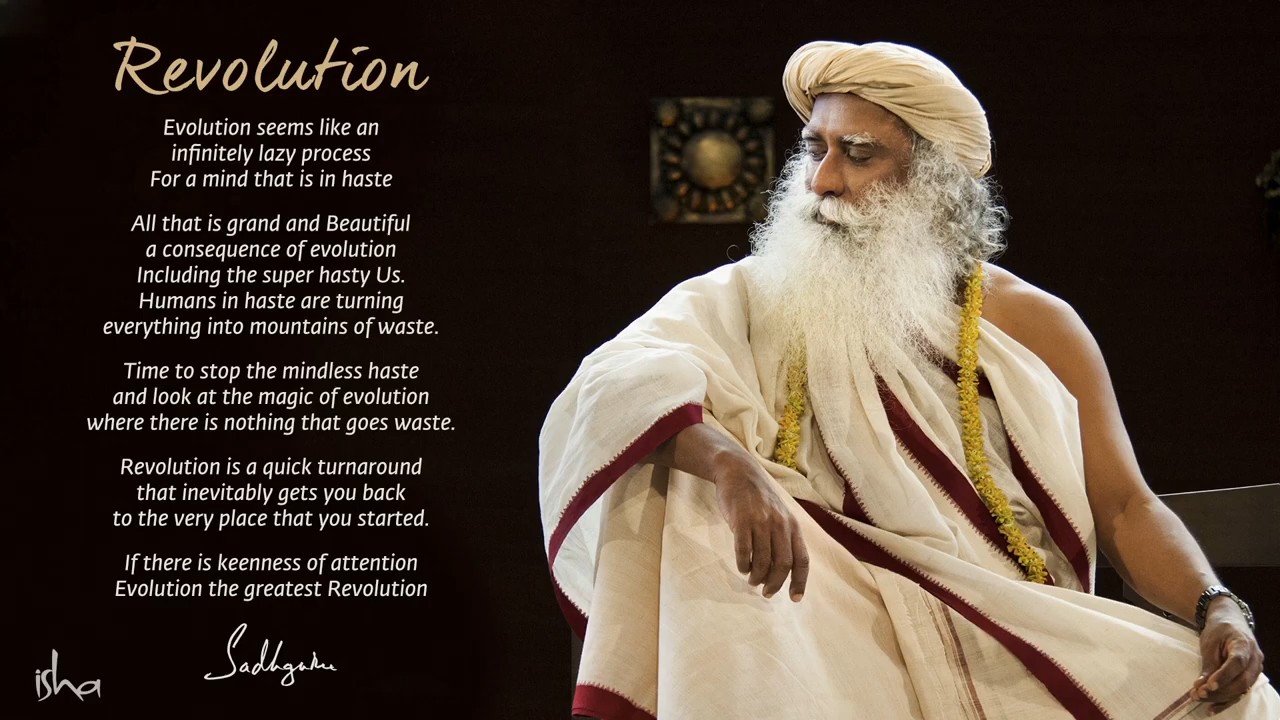 Revolution
Evolution seems like an
infinitely lazy process
For a mind that is in haste
All that is grand and Beautiful
a consequence of evolution
Including the super hasty Us.
Humans in haste are turning
everything into mountains of waste.
Time to stop the mindless haste
and look at the magic of evolution
where there is nothing that goes waste.
Revolution is a quick turnaround
that inevitably gets you back
to the very place that you started.
If there is keenness of attention
Evolution the greatest Revolution
Sadhguru
isha